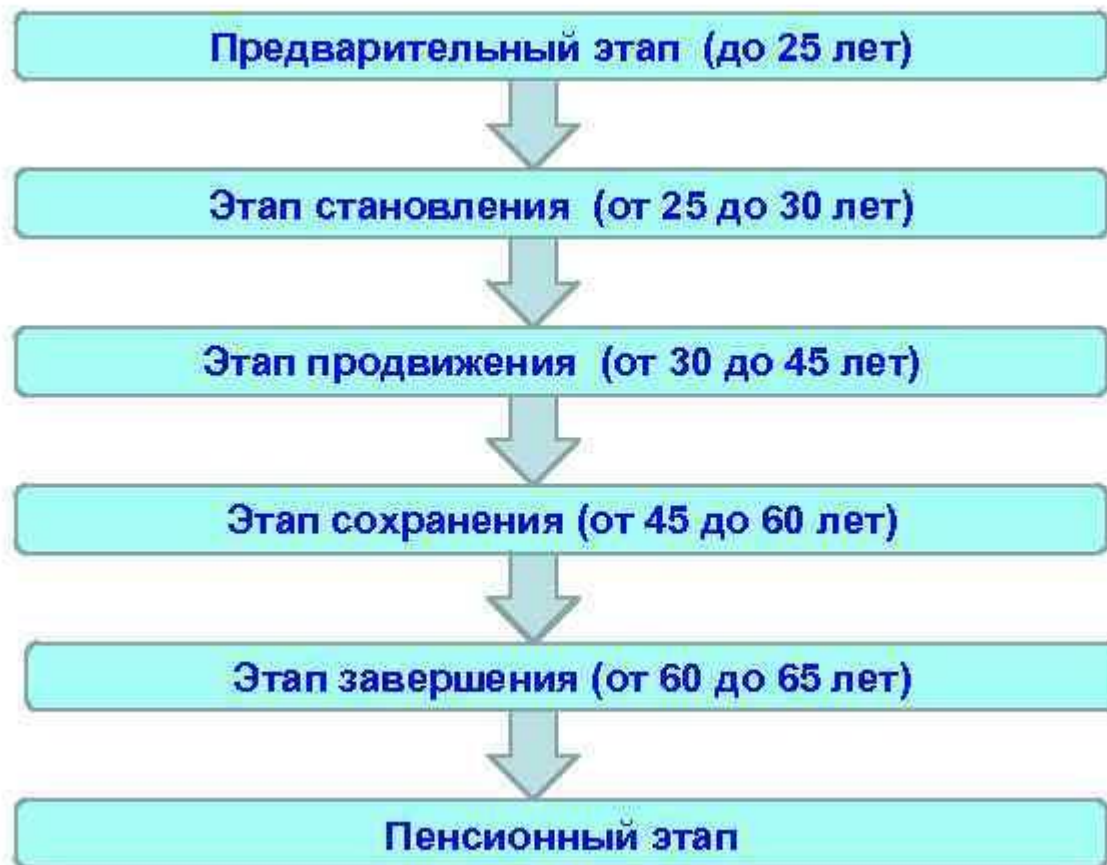 Предварительный этап (до 25 лет)
Этап становления (от 25 до 30 лет)
Этап продвижения (от 30 до 45 лет)
Этап сохранения (от 45 до 60 лет)
Этап завершения (от 60 до 65 лет)
Пенсионный этап